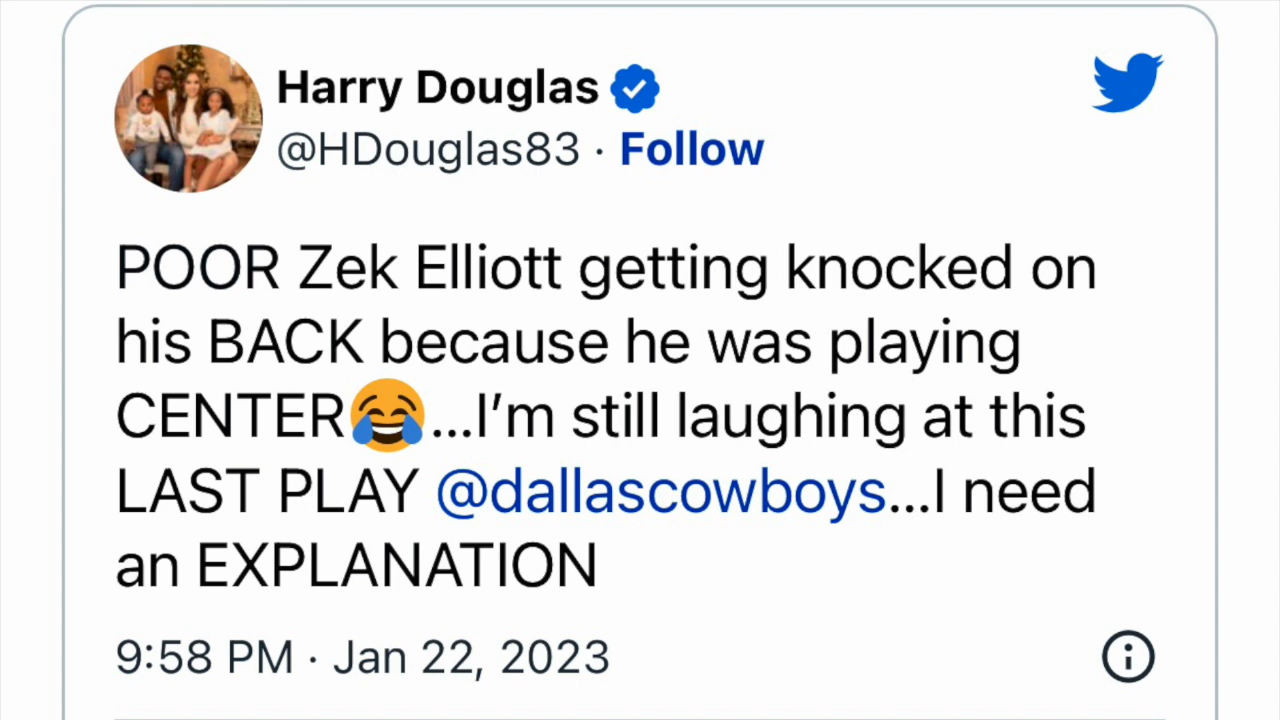 Harry Douglas
@HDouglas83 · Follow
POOR Zek Elliott getting knocked on
his BACK because he was playing
CENTER😂...I’m still laughing at this
LAST PLAY @dallascowboys...I need
an EXPLANATION
9:58 PM · Jan 22, 2023